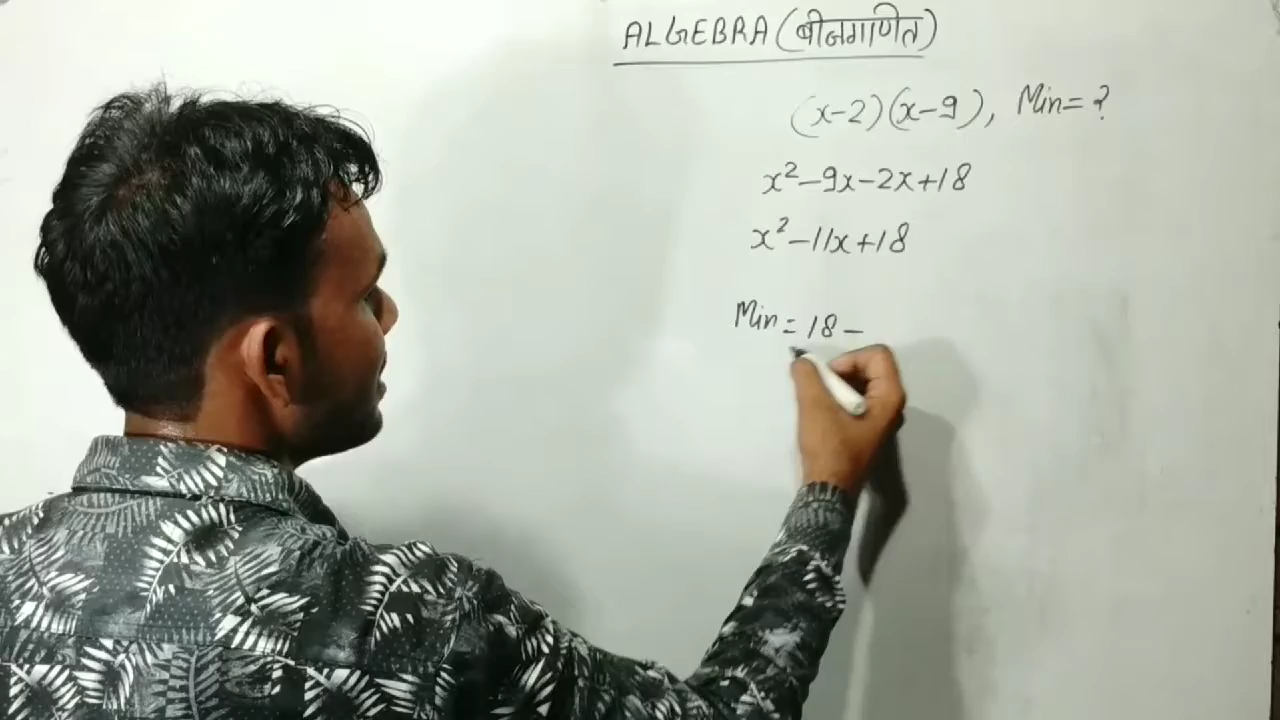 ALGEBRA (बीजगणित)
(x-2)(x-9), Min = ?
x²-9x-2x+18
x²-11x+18
Min = 18 -